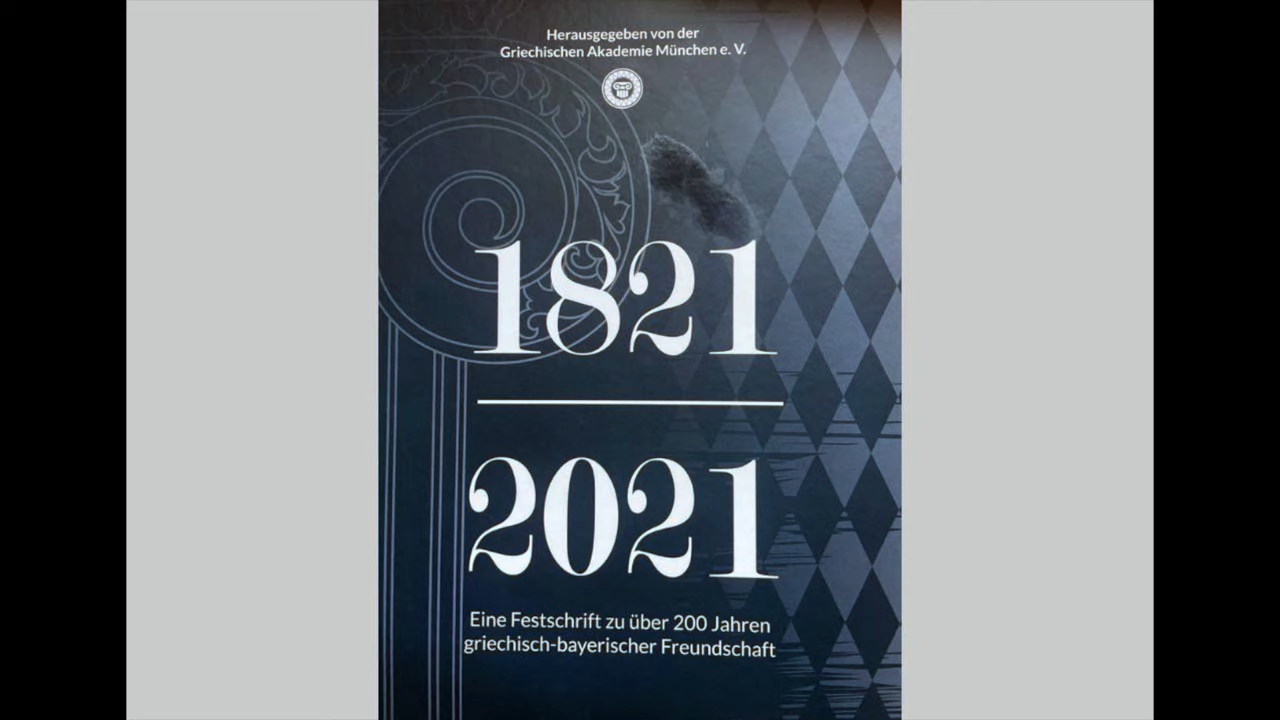 Herausgegeben von der
Griechischen Akademie München e. V.
1821
2021
Eine Festschrift zu über 200 Jahren
griechisch-bayerischer Freundschaft